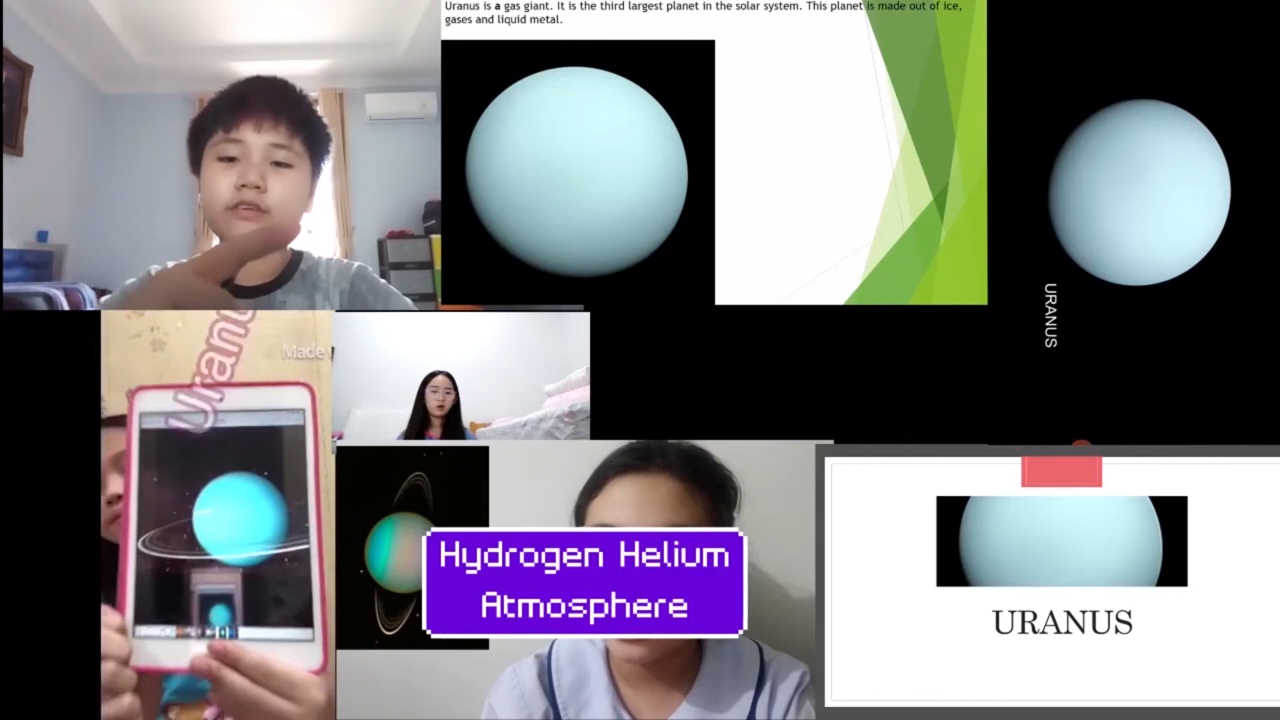 Uranus is a gas giant. It is the third largest planet in the solar system. This planet is made out of ice,
gases and liquid metal.
URANUS
Made
Hydrogen Helium
Atmosphere
URANUS